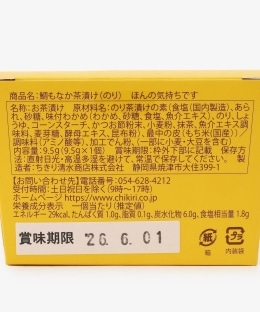 商品名：鯛もなか茶漬け（のり）　ほんの気持ちです
名称：お茶漬け　原材料名：のり茶漬けの素（食塩（国内製造）、あら
れ、砂糖、味付わかめ（わかめ、砂糖、食塩、魚介エキス）、のり、しょ
うゆ、コーンスターチ、かつお節粉末、小麦粉、抹茶、魚介エキス調
味料、麦芽糖、酵母エキス、昆布粉）、最中の皮（もち米（国産））／
調味料（アミノ酸等）、加工でん粉、（一部に小麦・大豆を含む）
内容量：9.5g（9.5g×1個）　賞味期限：枠外下部に記載　保存方
法：直射日光・高温多湿を避けて、常温で保存してください。　製
造者：ちきり清水商店株式会社　静岡県焼津市大住1299-1
お問い合わせ先　電話番号：054-628-4212
受付時間：土日祝日を除く（9時〜17時）
ホームページ https://www.chikiri.co.jp
栄養成分表示　一個当たり（推定値）
エネルギー 29kcal、たんぱく質 1.0g、脂質 0.1g、炭水化物 6.0g、食塩相当量 1.8g
賞味期限 '26. 6. 01
紙 プラ
箱 内装袋